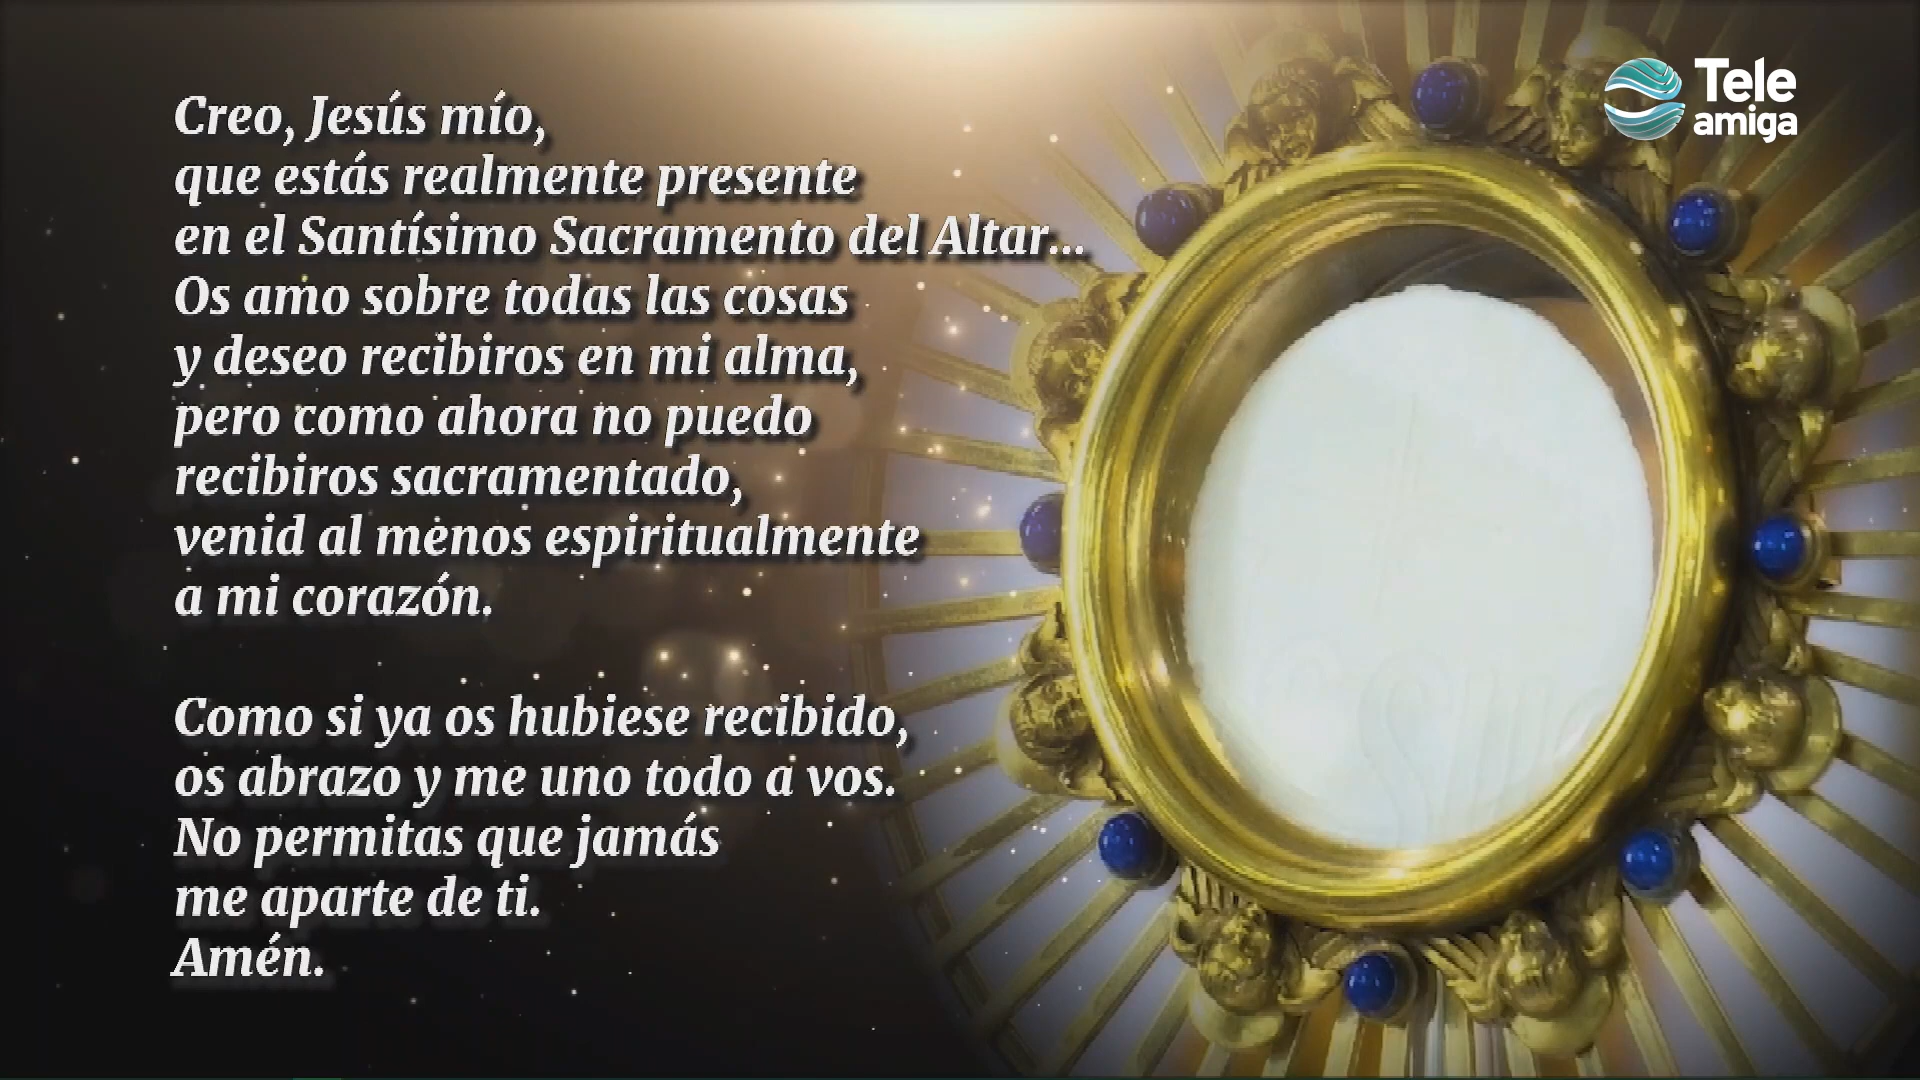 Creo, Jesús mío,
que estás realmente presente
en el Santísimo Sacramento del Altar...
Os amo sobre todas las cosas
y deseo recibiros en mi alma,
pero como ahora no puedo
recibiros sacramentado,
venid al menos espiritualmente
a mi corazón.
Como si ya os hubiese recibido,
os abrazo y me uno todo a vos.
No permitas que jamás
me aparte de ti.
Amén.
Tele
amiga